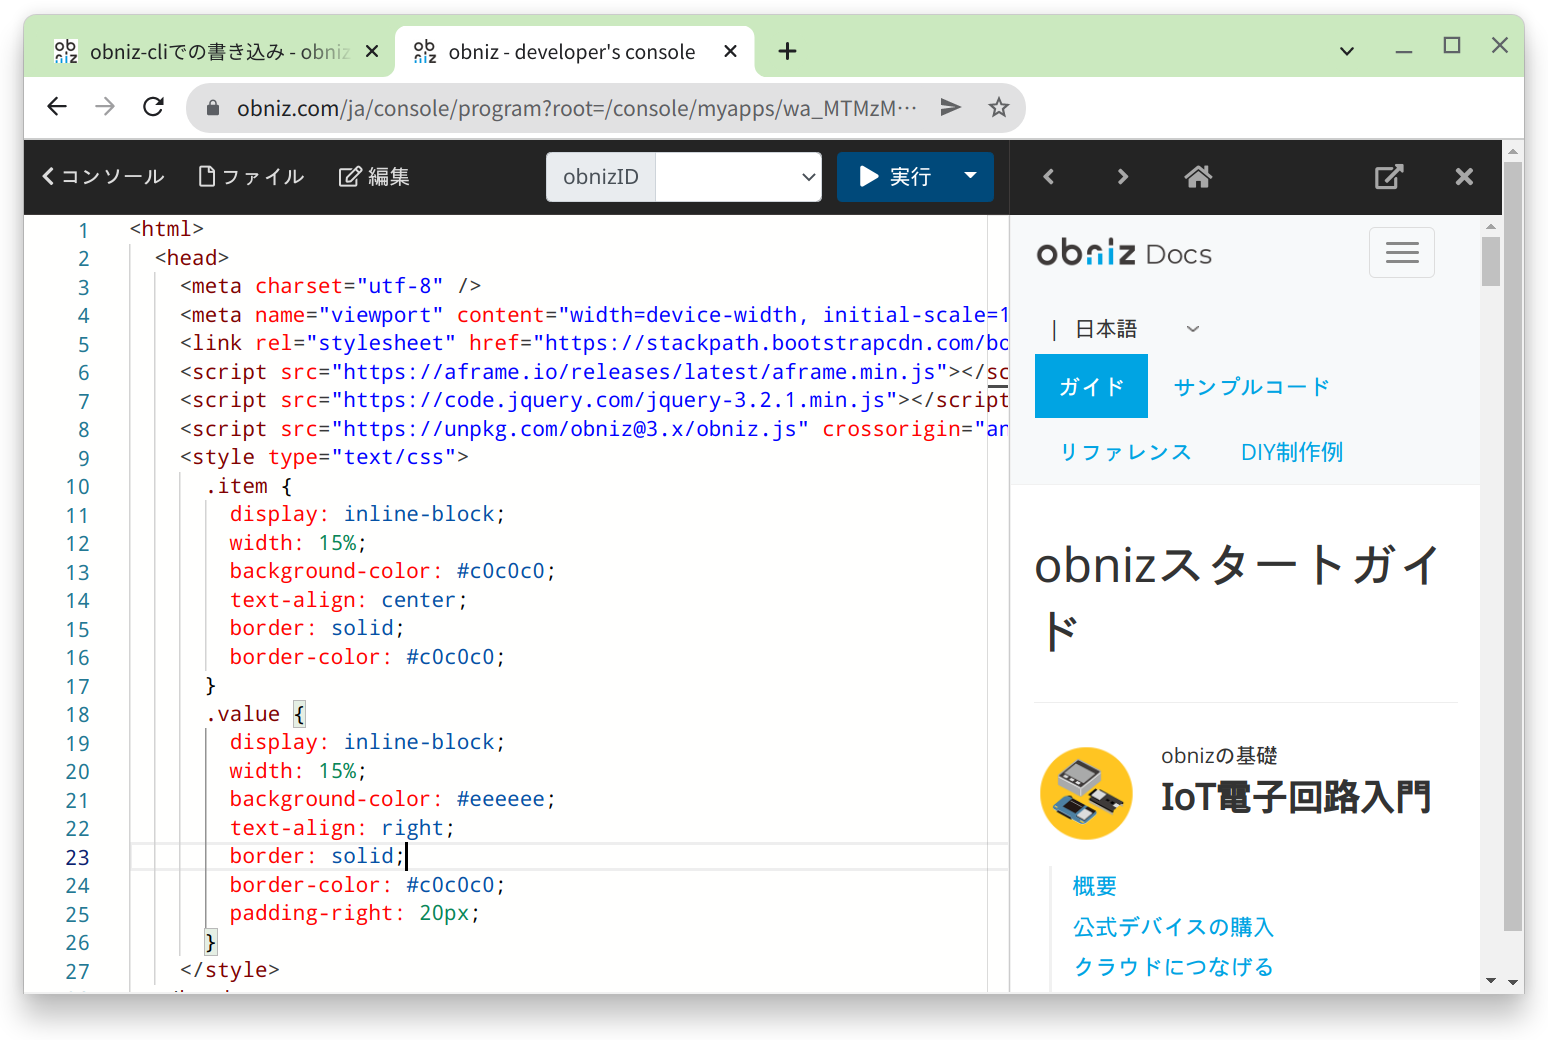 obniz-cliでの書き込み - obniz
obniz - developer's console
obniz.com/ja/console/program?root=/console/myapps/wa_MTMzM…
コンソール
ファイル
編集
obnizID
実行
1 <html>
2 <head>
3 <meta charset="utf-8" />
4 <meta name="viewport" content="width=device-width, initial-scale=1
5 <link rel="stylesheet" href="https://stackpath.bootstrapcdn.com/bo
6 <script src="https://aframe.io/releases/latest/aframe.min.js"></sc
7 <script src="https://code.jquery.com/jquery-3.2.1.min.js"></script
8 <script src="https://unpkg.com/obniz@3.x/obniz.js" crossorigin="an
9 <style type="text/css">
10 .item {
11 display: inline-block;
12 width: 15%;
13 background-color: #c0c0c0;
14 text-align: center;
15 border: solid;
16 border-color: #c0c0c0;
17 }
18 .value {
19 display: inline-block;
20 width: 15%;
21 background-color: #eeeeee;
22 text-align: right;
23 border: solid;
24 border-color: #c0c0c0;
25 padding-right: 20px;
26 }
27 </style>
obniz Docs
| 日本語
ガイド
サンプルコード
リファレンス
DIY制作例
obnizスタートガイ
ド
obnizの基礎
IoT電子回路入門
概要
公式デバイスの購入
クラウドにつなげる